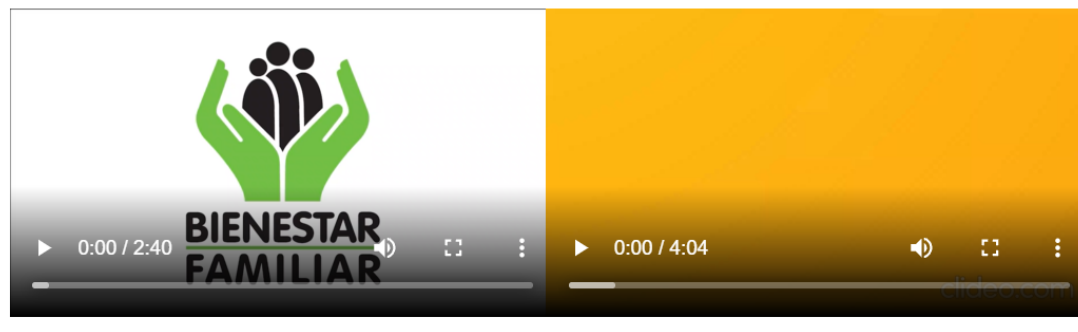 BIENESTAR
FAMILIAR
0:00 / 2:40
0:00 / 4:04
clideo.com